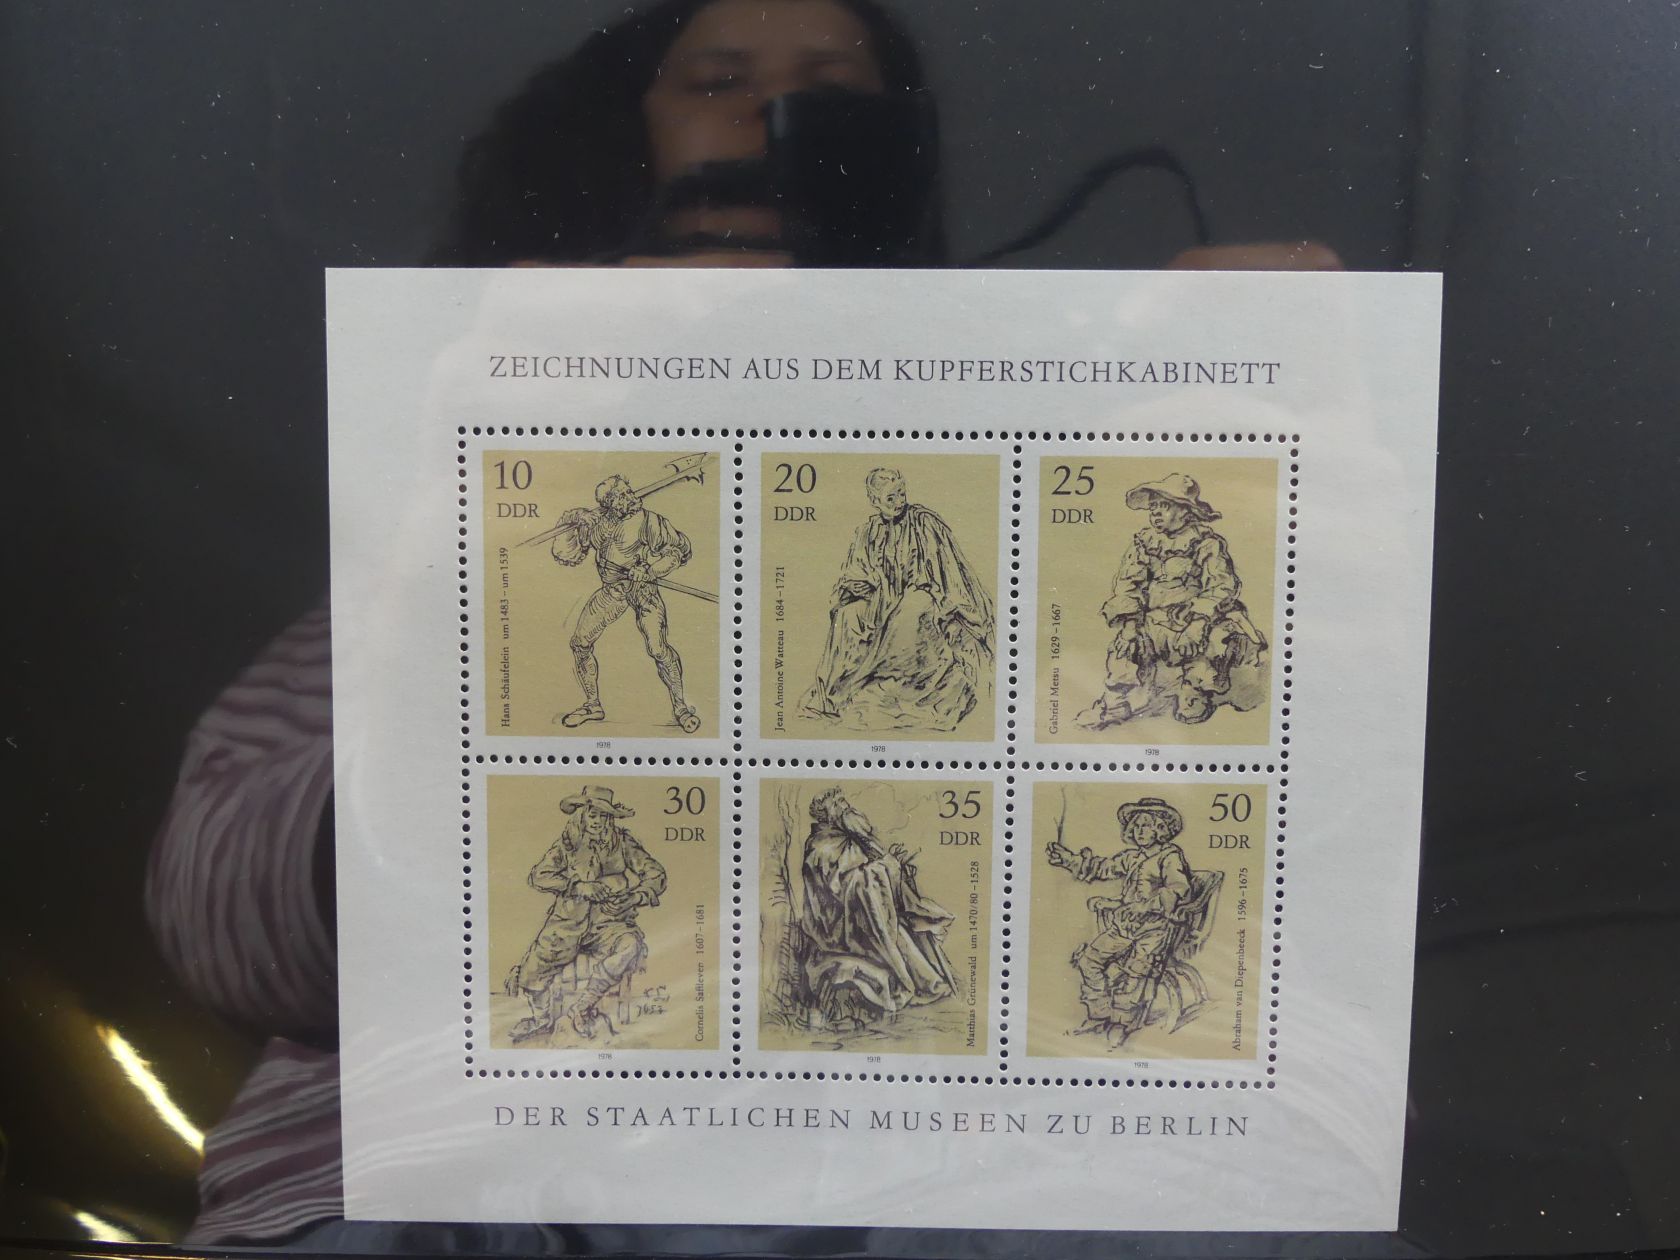 ZEICHNUNGEN AUS DEM KUPFERSTICHKABINETT
10
DDR
Hans Schäufelein um 1483 – um 1539
1978
20
DDR
Jean Antoine Watteau 1684 – 1721
1978
25
DDR
Gabriel Metsu 1629 – 1667
1978
30
DDR
Cornelis Saftleven 1607 – 1681
1978
35
DDR
Matthias Grünewald um 1470/80 – 1528
1978
50
DDR
Abraham van Diepenbeeck 1596 – 1675
1978
DER STAATLICHEN MUSEEN ZU BERLIN